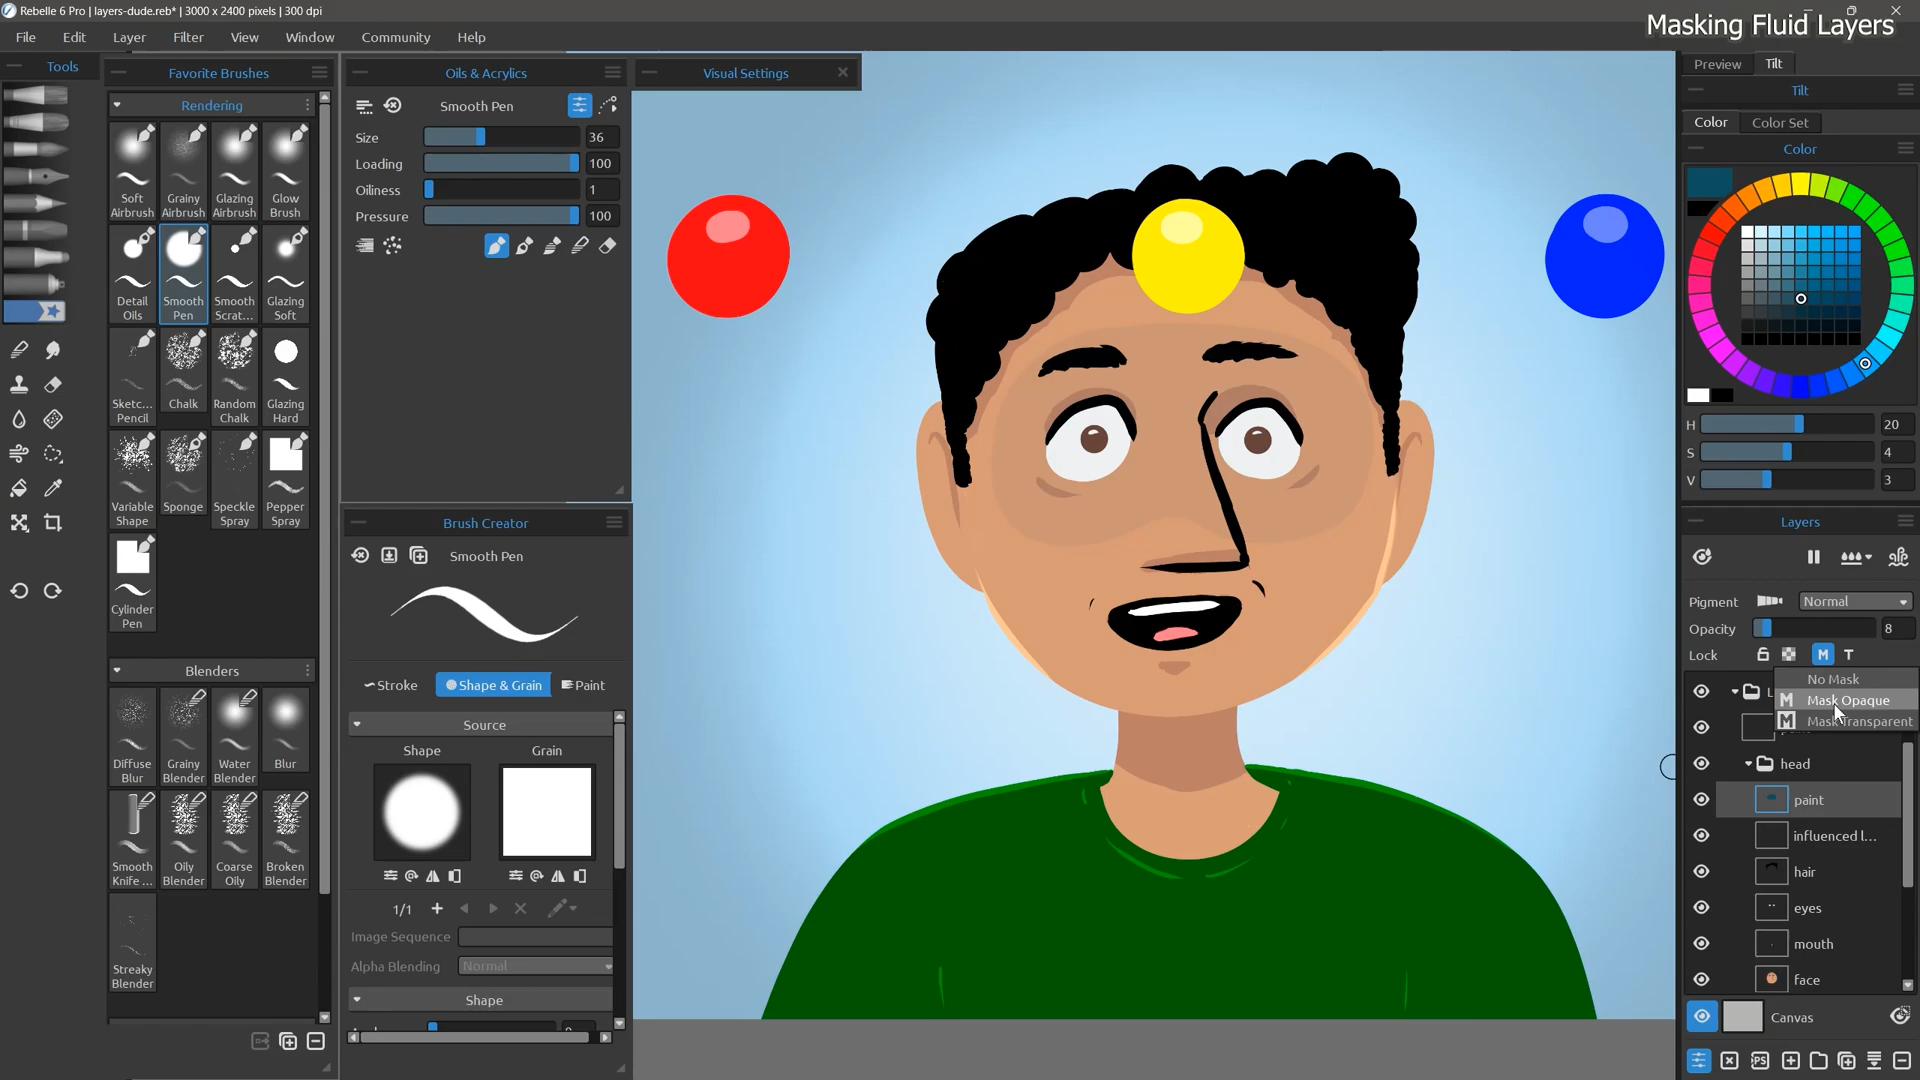 Rebelle 6 Pro | layers-dude.reb* | 3000 x 2400 pixels | 300 dpi
Masking Fluid Layers
File Edit Layer Filter View Window Community Help
Tools
Favorite Brushes
Rendering
Soft Airbrush
Grainy Airbrush
Glazing Airbrush
Glow Brush
Detail Oils
Smooth Pen
Smooth Scrat...
Glazing Soft
Sketc... Pencil
Chalk
Random Chalk
Glazing Hard
Variable Shape
Sponge
Speckle Spray
Pepper Spray
Cylinder Pen
Blenders
Diffuse Blur
Grainy Blender
Water Blender
Blur
Smooth Knife ...
Oily Blender
Coarse Oily
Broken Blender
Streaky Blender
Oils & Acrylics
Smooth Pen
Size 36
Loading 100
Oiliness 1
Pressure 100
Brush Creator
Smooth Pen
Stroke Shape & Grain Paint
Source
Shape Grain
1/1
Image Sequence
Alpha Blending Normal
Shape
Visual Settings
Preview Tilt
Tilt
Color Color Set
Color
H 20
S 4
V 3
Layers
Pigment Normal
Opacity 8
Lock M T
No Mask
M Mask Opaque
M Mask Transparent
head
paint
influenced l...
hair
eyes
mouth
face
Canvas
PS